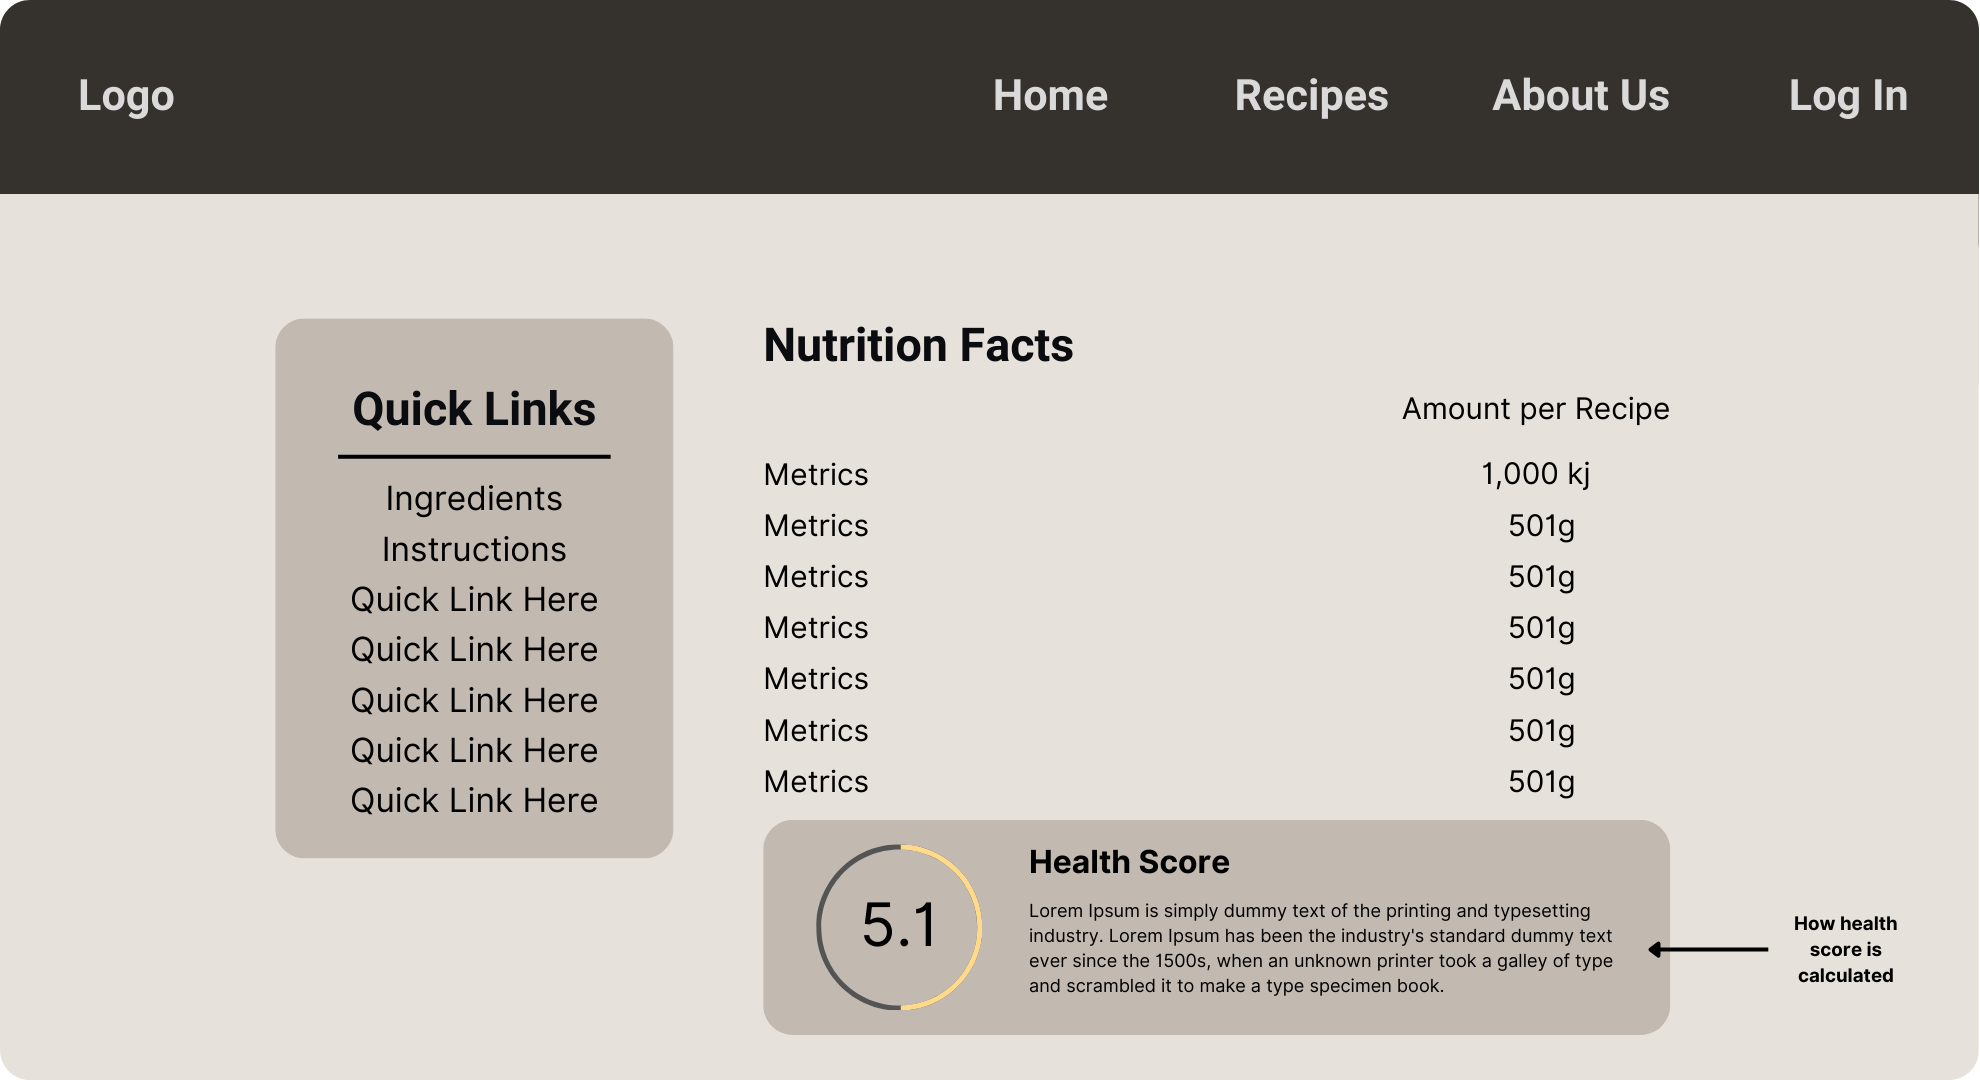 Logo
Home
Recipes
About Us
Log In
Quick Links
Ingredients
Instructions
Quick Link Here
Quick Link Here
Quick Link Here
Quick Link Here
Quick Link Here
Nutrition Facts
Amount per Recipe
Metrics 1,000 kj
Metrics 501g
Metrics 501g
Metrics 501g
Metrics 501g
Metrics 501g
Metrics 501g
5.1
Health Score
Lorem Ipsum is simply dummy text of the printing and typesetting
industry. Lorem Ipsum has been the industry's standard dummy text
ever since the 1500s, when an unknown printer took a galley of type
and scrambled it to make a type specimen book.
How health
score is
calculated